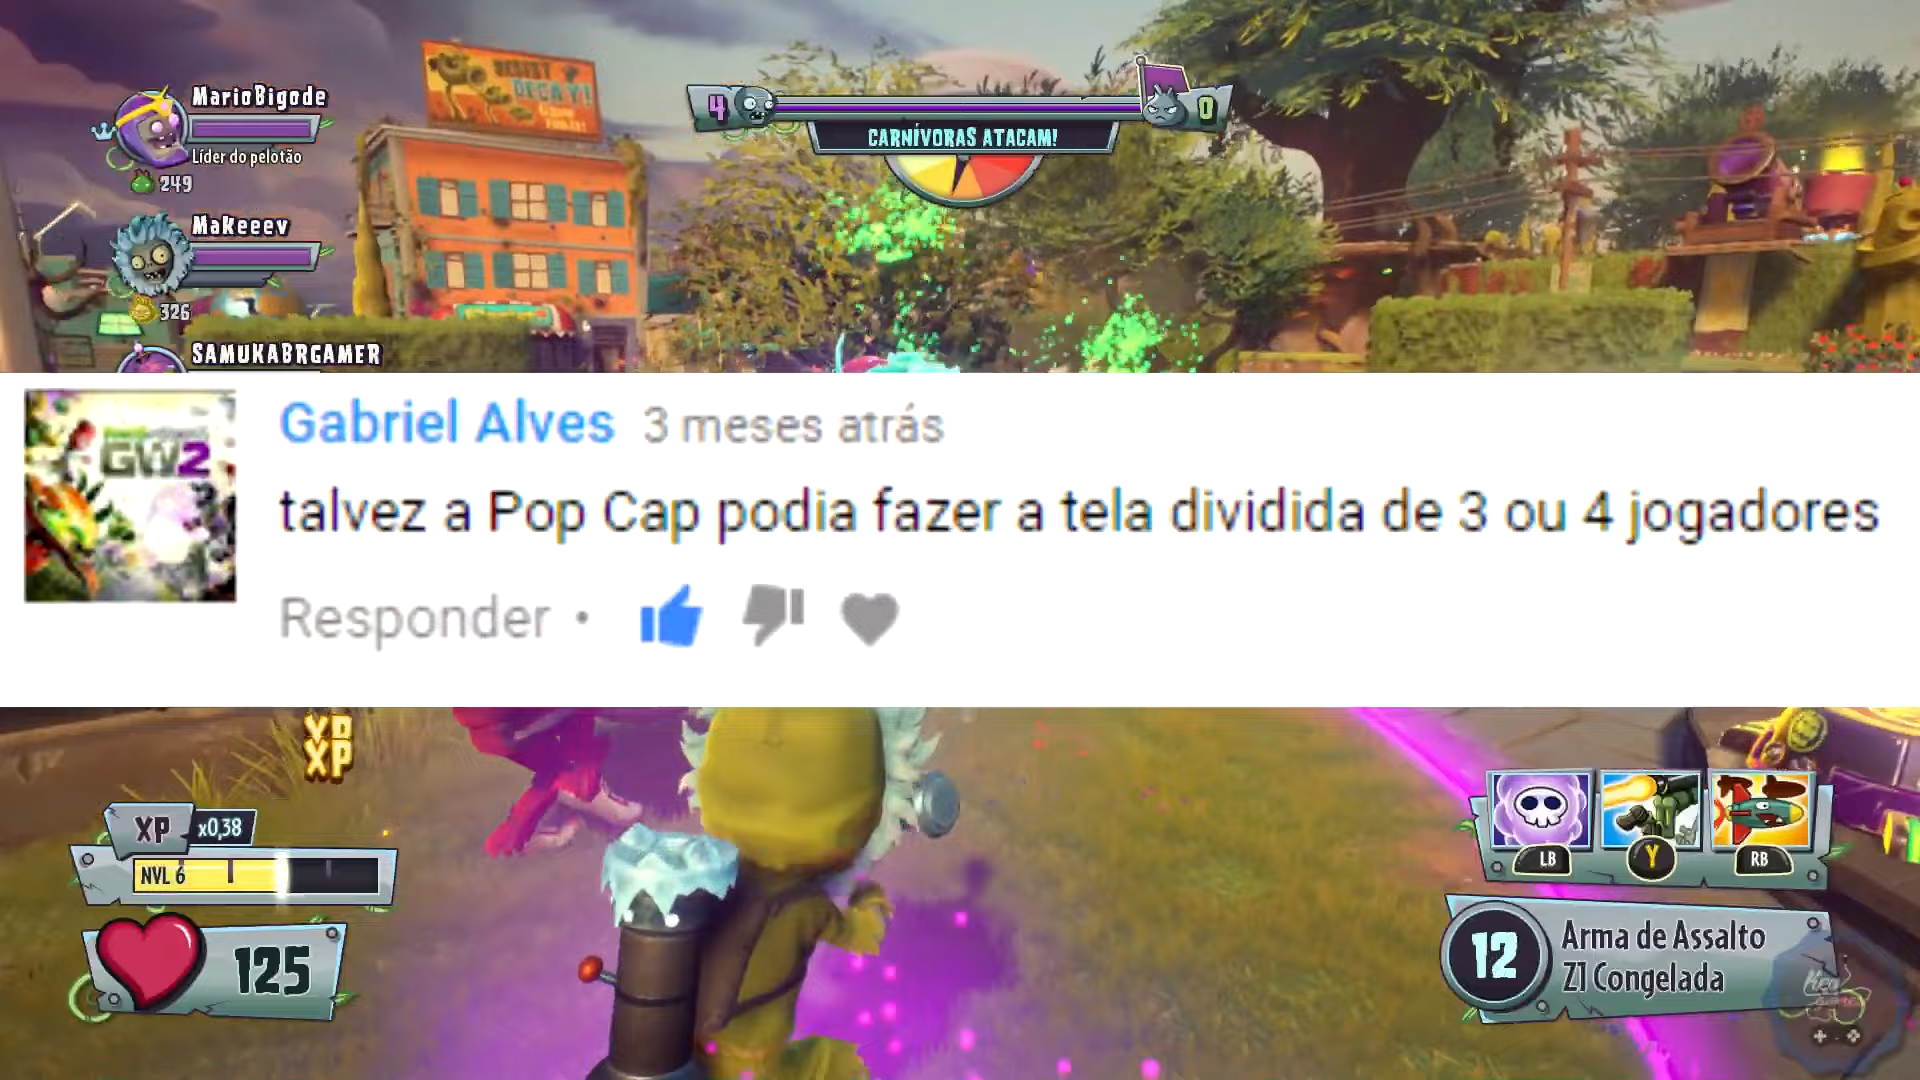 MarioBigode
Líder do pelotão
249
Makeeev
326
SAMUKABRGAMER
4
0
CARNÍVORAS ATACAM!
GW2
Gabriel Alves 3 meses atrás
talvez a Pop Cap podia fazer a tela dividida de 3 ou 4 jogadores
Responder •
XP
XP
XP x0,38
NVL 6
125
LB Y RB
12
Arma de Assalto
Z1 Congelada